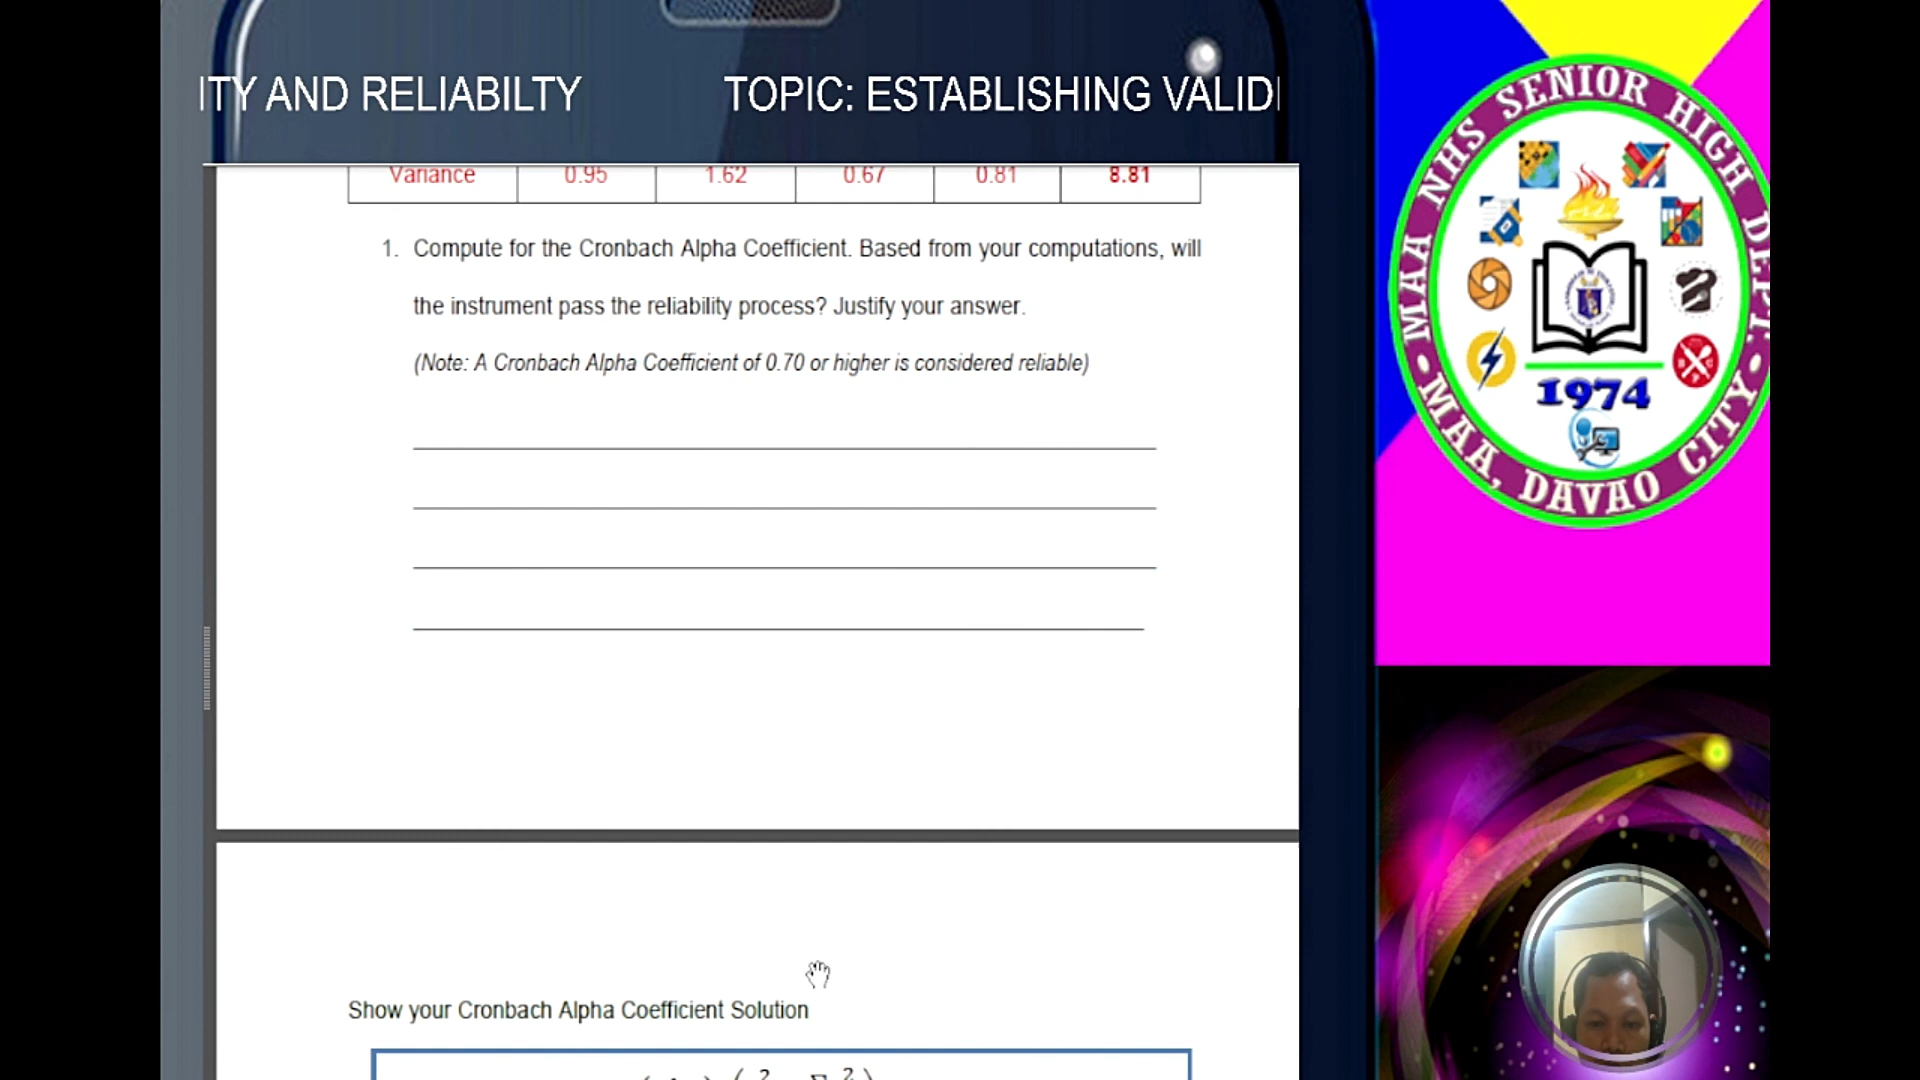 ITY AND RELIABILTY TOPIC: ESTABLISHING VALIDI
Variance 0.95 1.62 0.67 0.81 8.81
1. Compute for the Cronbach Alpha Coefficient. Based from your computations, will
the instrument pass the reliability process? Justify your answer.
(Note: A Cronbach Alpha Coefficient of 0.70 or higher is considered reliable)
Show your Cronbach Alpha Coefficient Solution
MAA NHS SENIOR HIGH DEPT.
1974
MAA, DAVAO CITY